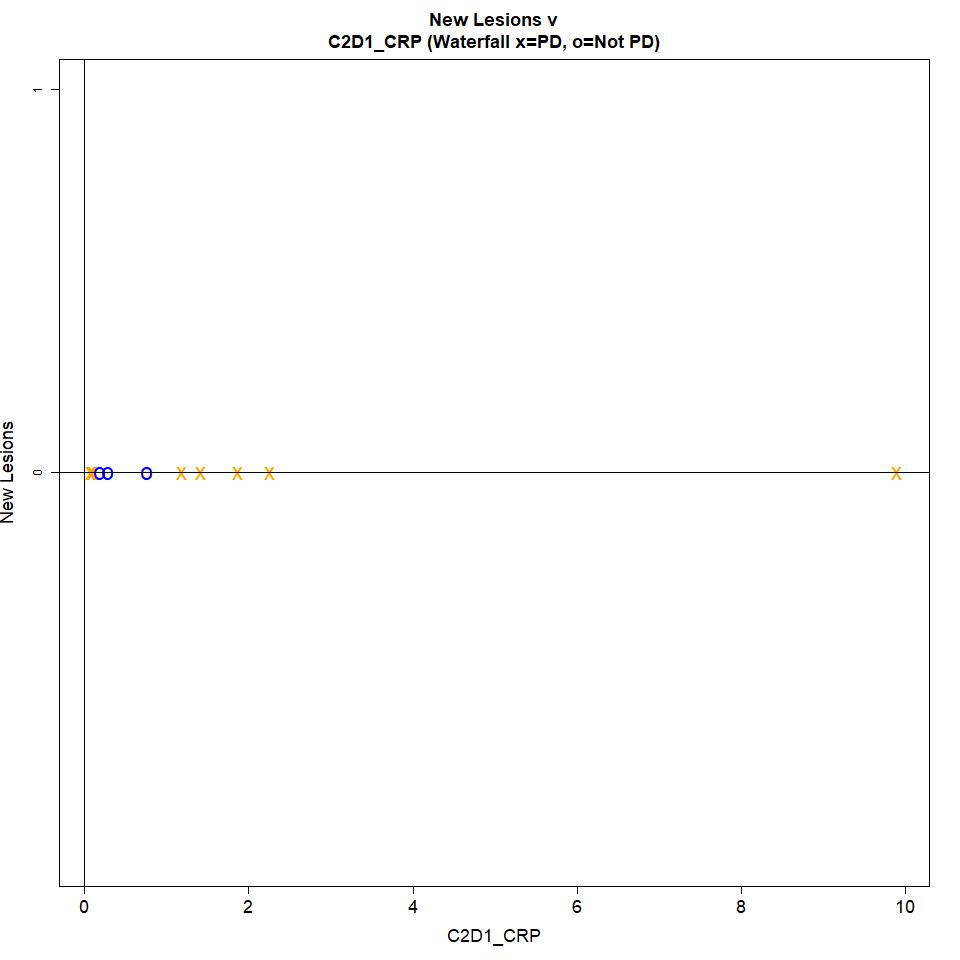 New Lesions v
C2D1_CRP (Waterfall x=PD, o=Not PD)
1
New Lesions
0
X X O O O X X X X X
0 2 4 6 8 10
C2D1_CRP